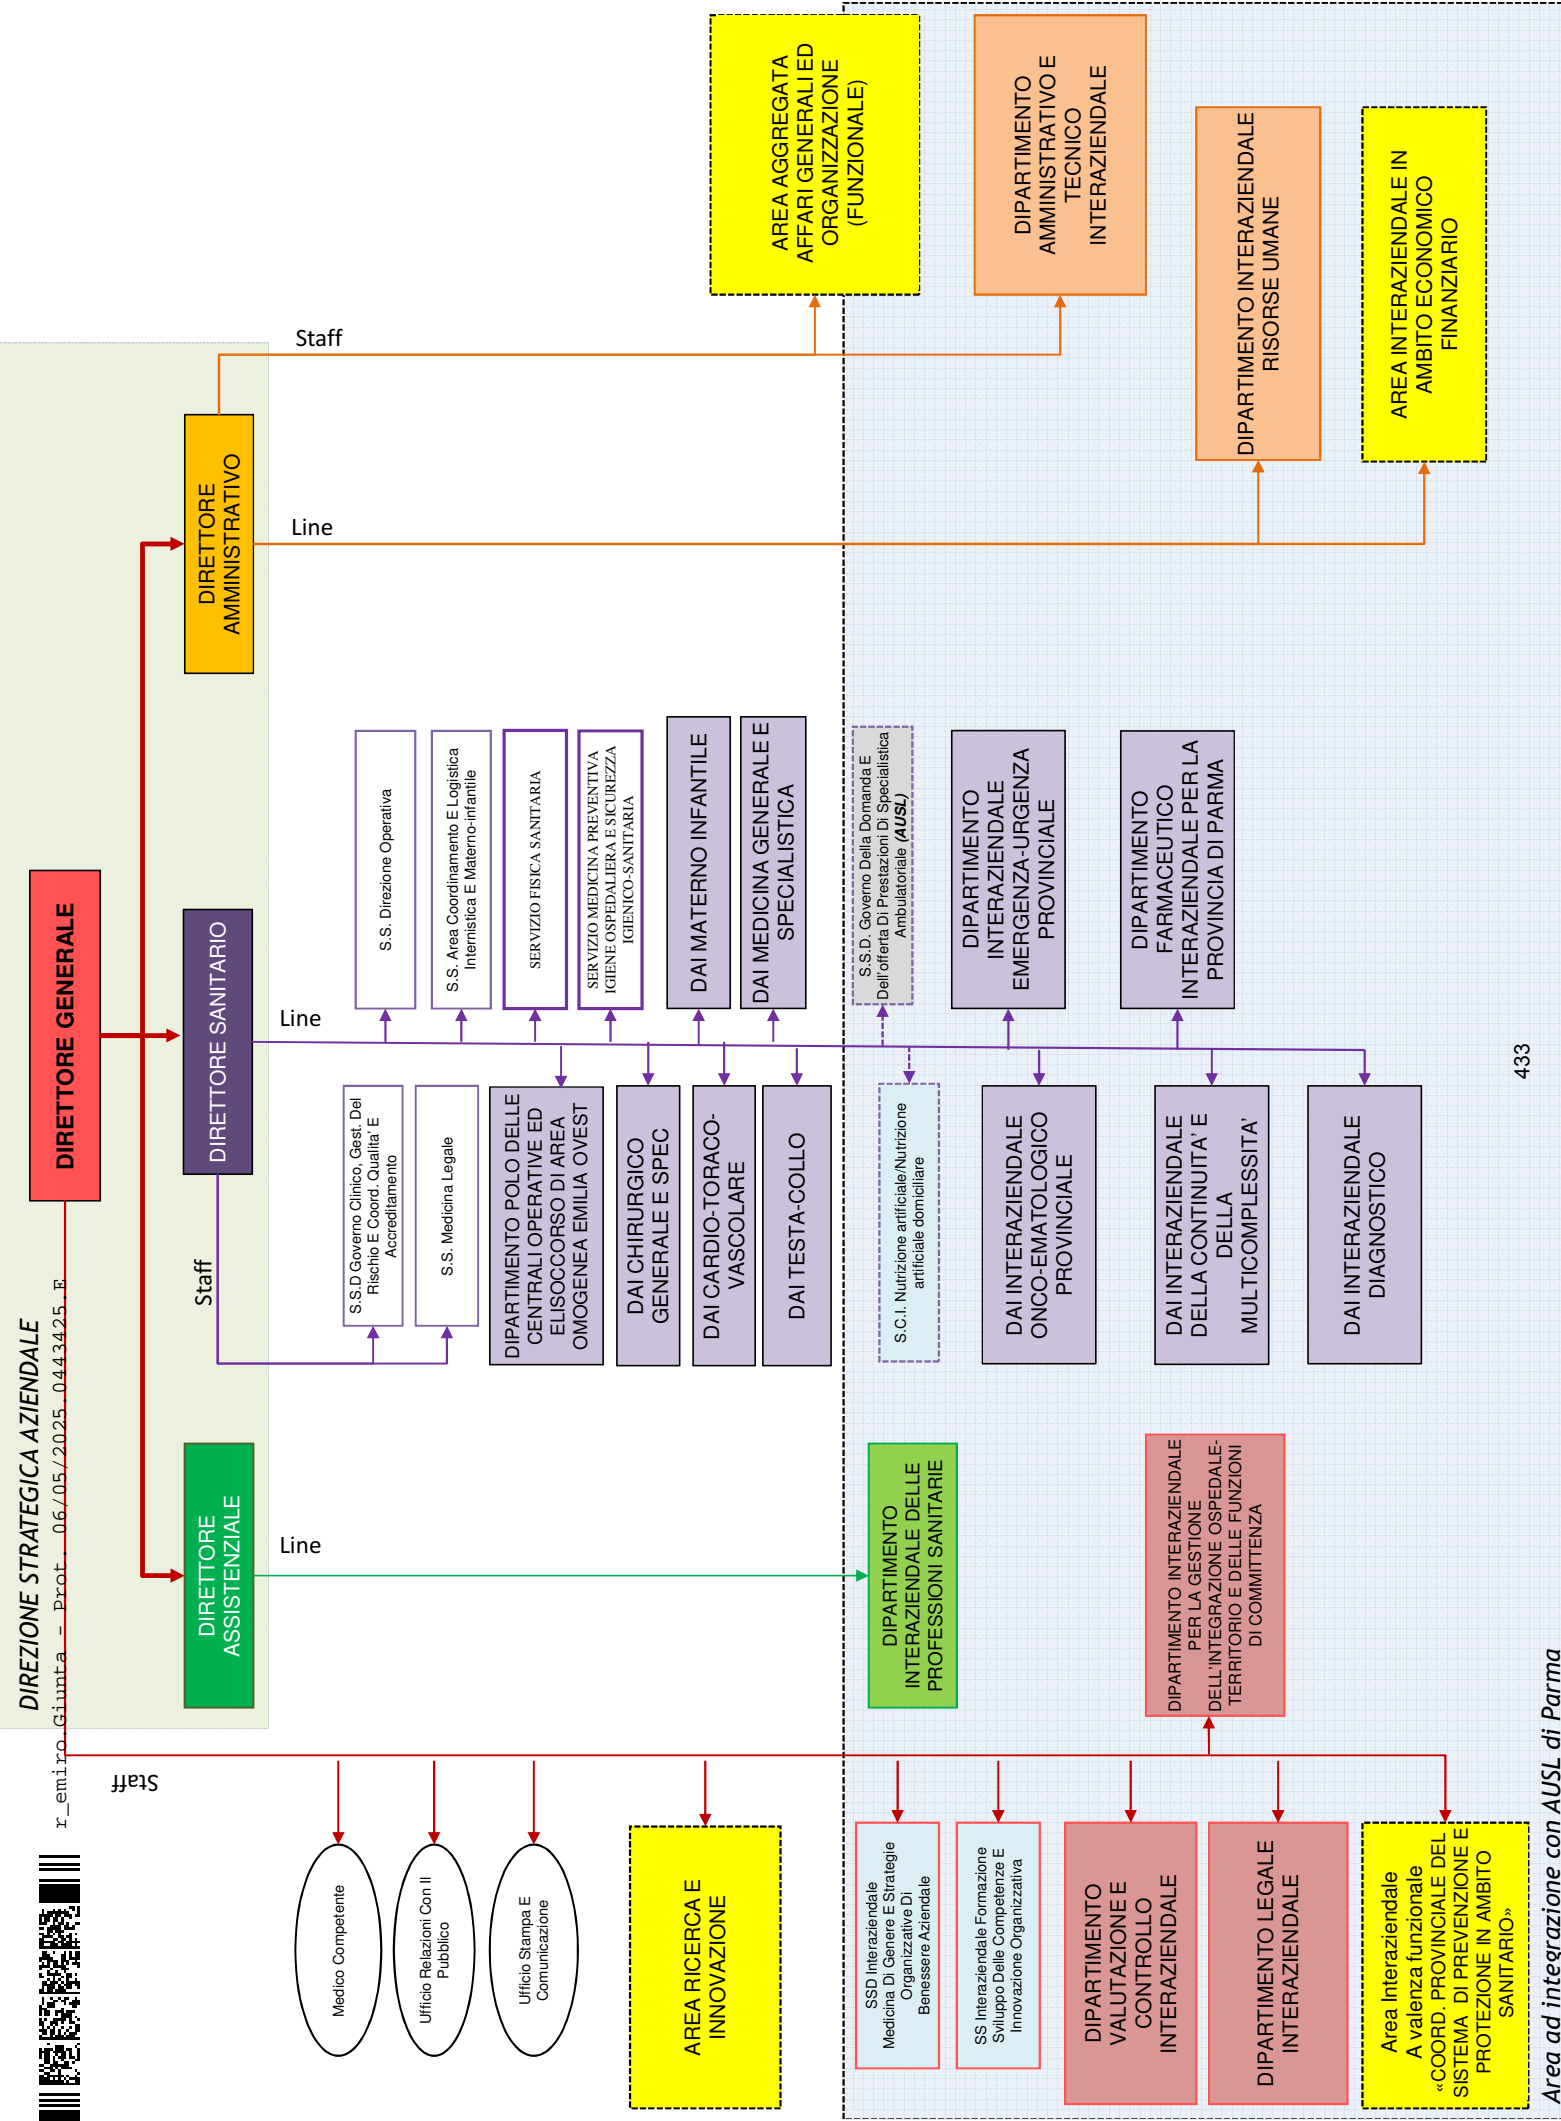 DIREZIONE STRATEGICA AZIENDALE
r_emiro.Giunta - Prot. 06/05/2025.0443425.E
DIRETTORE GENERALE
DIRETTORE
ASSISTENZIALE
DIRETTORE SANITARIO
DIRETTORE
AMMINISTRATIVO
Staff
Staff
Line
Line
Line
Staff
Medico Competente
Ufficio Relazioni Con Il
Pubblico
Ufficio Stampa E
Comunicazione
AREA RICERCA E
INNOVAZIONE
S.S.D Governo Clinico, Gest. Del
Rischio E Coord. Qualita' E
Accreditamento
S.S. Medicina Legale
S.S. Direzione Operativa
S.S. Area Coordinamento E Logistica
Internistica E Materno-infantile
SERVIZIO FISICA SANITARIA
SERVIZIO MEDICINA PREVENTIVA
IGIENE OSPEDALIERA E SICUREZZA
IGIENICO-SANITARIA
DIPARTIMENTO POLO DELLE
CENTRALI OPERATIVE ED
ELISOCCORSO DI AREA
OMOGENEA EMILIA OVEST
DAI CHIRURGICO
GENERALE E SPEC
DAI MATERNO INFANTILE
DAI CARDIO-TORACO-
VASCOLARE
DAI MEDICINA GENERALE E
SPECIALISTICA
DAI TESTA-COLLO
AREA AGGREGATA
AFFARI GENERALI ED
ORGANIZZAZIONE
(FUNZIONALE)
SSD Interaziendale
Medicina Di Genere E Strategie
Organizzative Di
Benessere Aziendale
SS Interaziendale Formazione
Sviluppo Delle Competenze E
Innovazione Organizzativa
DIPARTIMENTO
VALUTAZIONE E
CONTROLLO
INTERAZIENDALE
DIPARTIMENTO LEGALE
INTERAZIENDALE
Area Interaziendale
A valenza funzionale
«COORD. PROVINCIALE DEL
SISTEMA DI PREVENZIONE E
PROTEZIONE IN AMBITO
SANITARIO»
DIPARTIMENTO
INTERAZIENDALE DELLE
PROFESSIONI SANITARIE
DIPARTIMENTO INTERAZIENDALE
PER LA GESTIONE
DELL'INTEGRAZIONE OSPEDALE-
TERRITORIO E DELLE FUNZIONI
DI COMMITTENZA
S.C.I. Nutrizione artificiale/Nutrizione
artificiale domiciliare
DAI INTERAZIENDALE
ONCO-EMATOLOGICO
PROVINCIALE
DAI INTERAZIENDALE
DELLA CONTINUITA' E
DELLA
MULTICOMPLESSITA'
DAI INTERAZIENDALE
DIAGNOSTICO
S.S.D. Governo Della Domanda E
Dell'offerta Di Prestazioni Di Specialistica
Ambulatoriale (AUSL)
DIPARTIMENTO
INTERAZIENDALE
EMERGENZA-URGENZA
PROVINCIALE
DIPARTIMENTO
FARMACEUTICO
INTERAZIENDALE PER LA
PROVINCIA DI PARMA
DIPARTIMENTO
AMMINISTRATIVO E
TECNICO
INTERAZIENDALE
DIPARTIMENTO INTERAZIENDALE
RISORSE UMANE
AREA INTERAZIENDALE IN
AMBITO ECONOMICO
FINANZIARIO
433
Area ad integrazione con AUSL di Parma